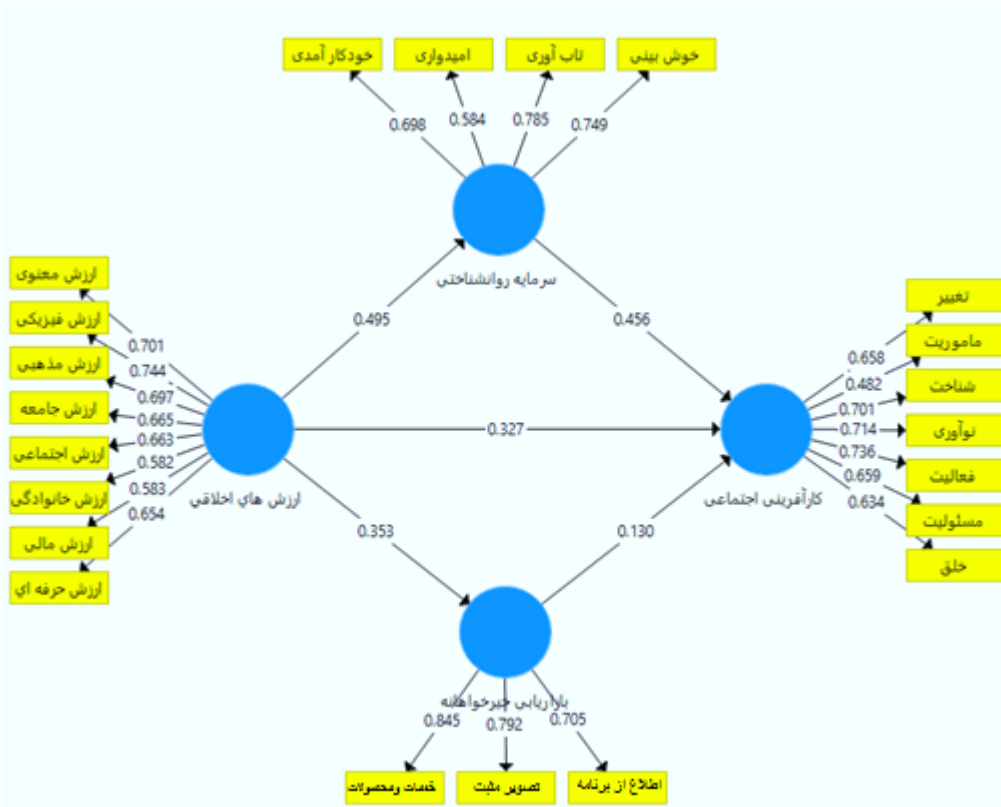 خوش بینی
تاب آوری
امیدواری
خودکار آمدی
0.698
0.584
0.785
0.749
سرمایه روانشناختی
0.495
0.456
ارزش معنوی
ارزش فیزیکی
ارزش مذهبی
ارزش جامعه
ارزش اجتماعی
ارزش خانوادگی
ارزش مالی
ارزش حرفه اي
0.701
0.744
0.697
0.665
0.663
0.582
0.583
0.654
ارزش هاي اخلاقي
0.327
کارآفرینی اجتماعی
0.658
0.482
0.701
0.714
0.736
0.659
0.634
تغییر
ماموریت
شناخت
نوآوری
فعالیت
مسئولیت
خلق
0.353
0.130
بازاریابی خیرخواهانه
0.845
0.792
0.705
اطلاع از برنامه
تصویر مثبت
خدمات ومحصولات